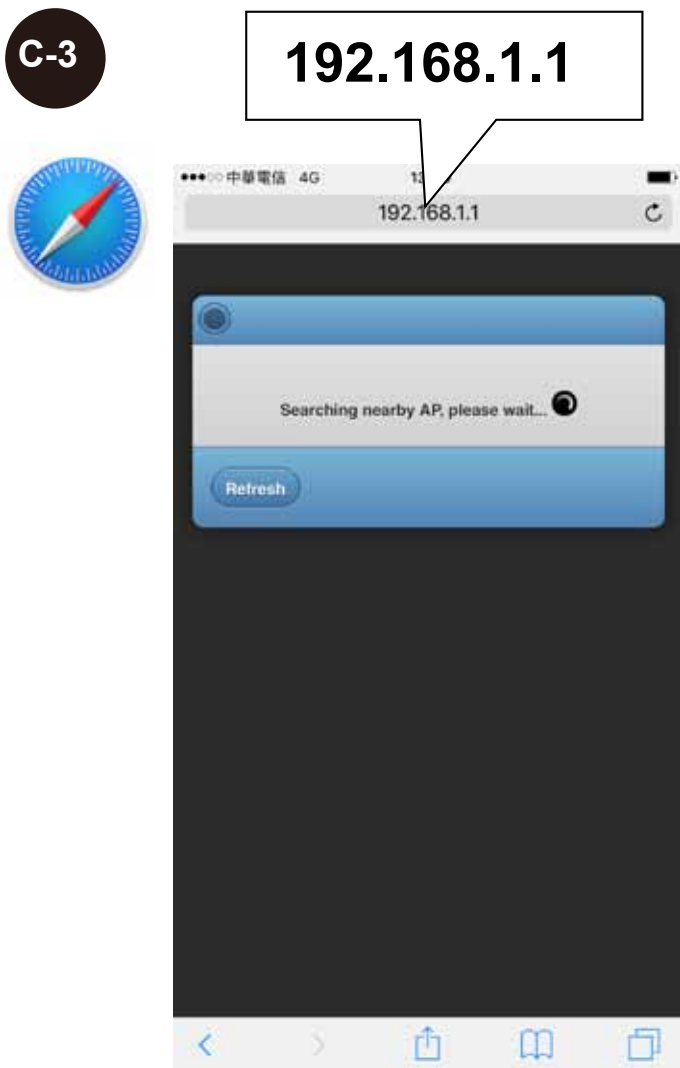 C-3
192.168.1.1
中華電信 4G
192.168.1.1
Searching nearby AP, please wait...
Refresh